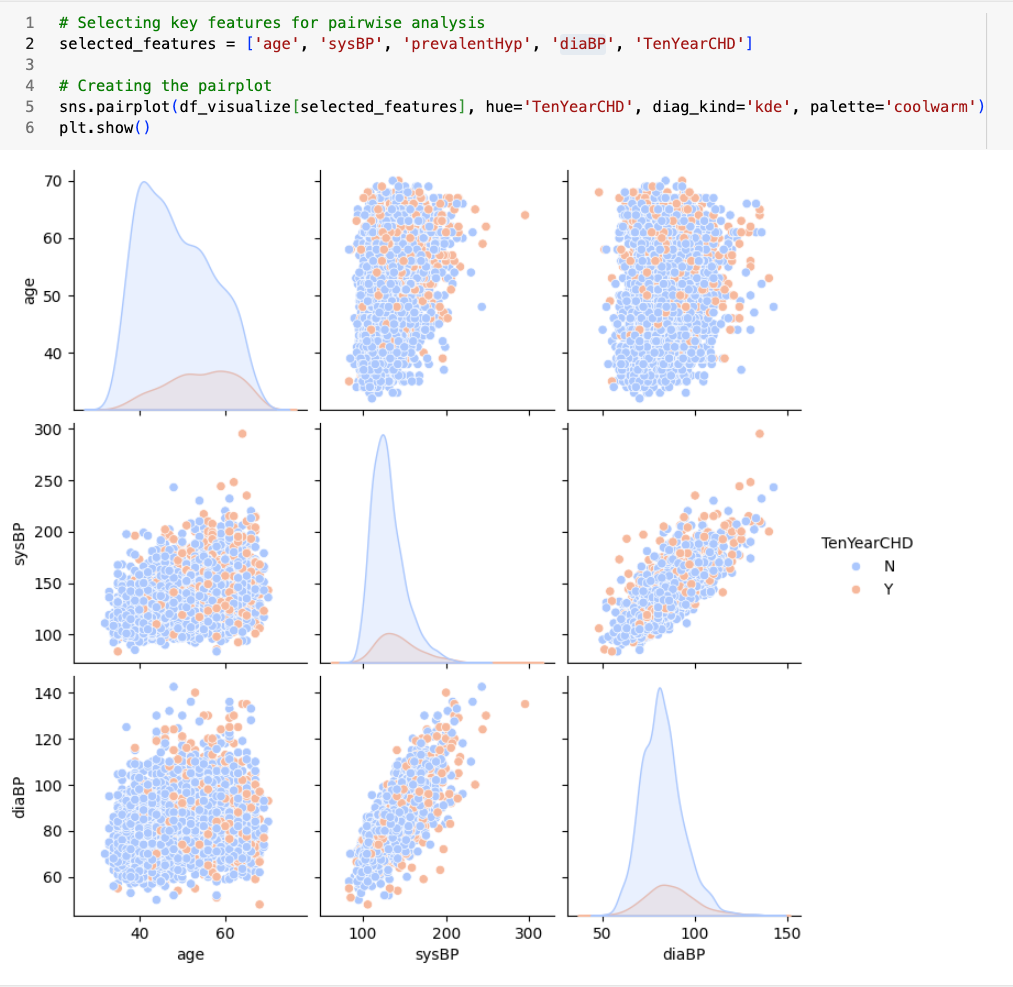 1 # Selecting key features for pairwise analysis
2 selected_features = ['age', 'sysBP', 'prevalentHyp', 'diaBP', 'TenYearCHD']
3
4 # Creating the pairplot
5 sns.pairplot(df_visualize[selected_features], hue='TenYearCHD', diag_kind='kde', palette='coolwarm')
6 plt.show()
70
60
50
40
age
300
250
200
150
100
sysBP
TenYearCHD
N
Y
140
120
100
80
60
diaBP
40 60 100 200 300 50 100 150
age sysBP diaBP